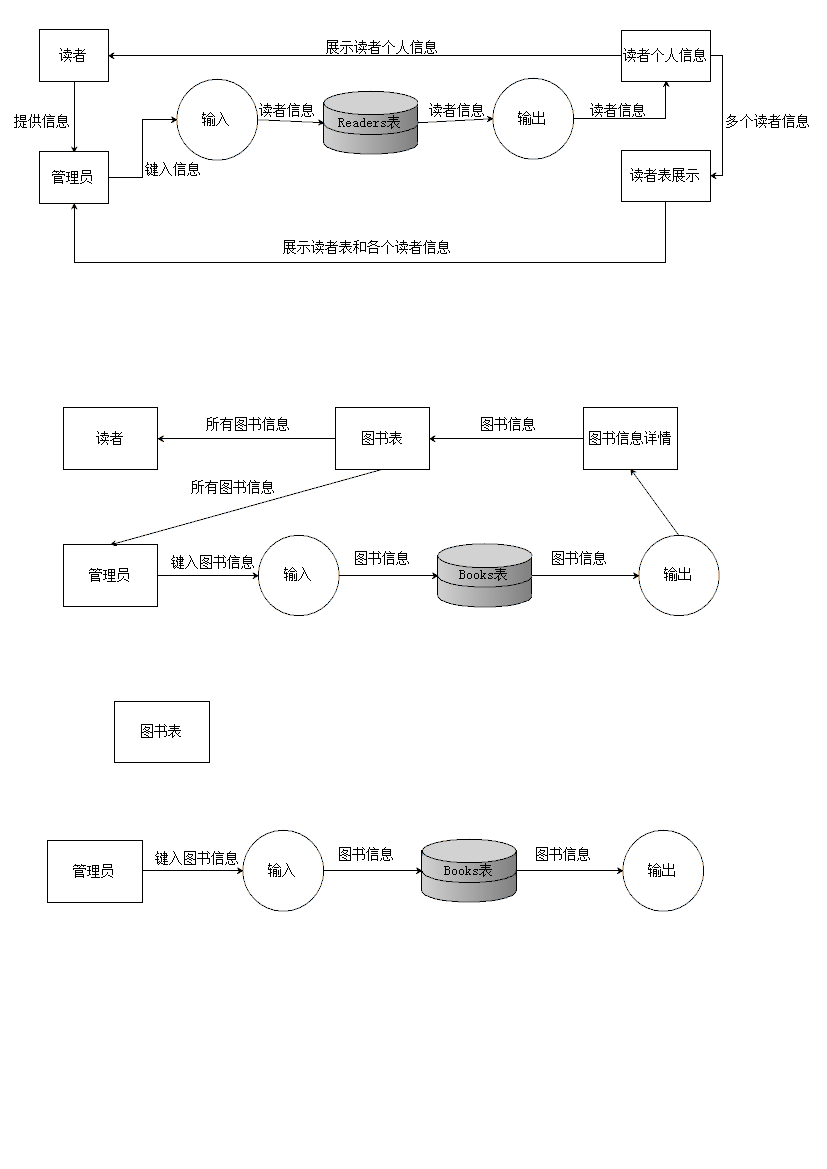 展示读者个人信息
读者
读者个人信息
读者信息
读者信息
读者信息
输入
Readers表
输出
提供信息
多个读者信息
键入信息
管理员
读者表展示
展示读者表和各个读者信息
所有图书信息
图书信息
读者
图书表
图书信息详情
所有图书信息
键入图书信息
图书信息
图书信息
管理员
输入
Books表
输出
图书表
键入图书信息
图书信息
图书信息
管理员
输入
Books表
输出